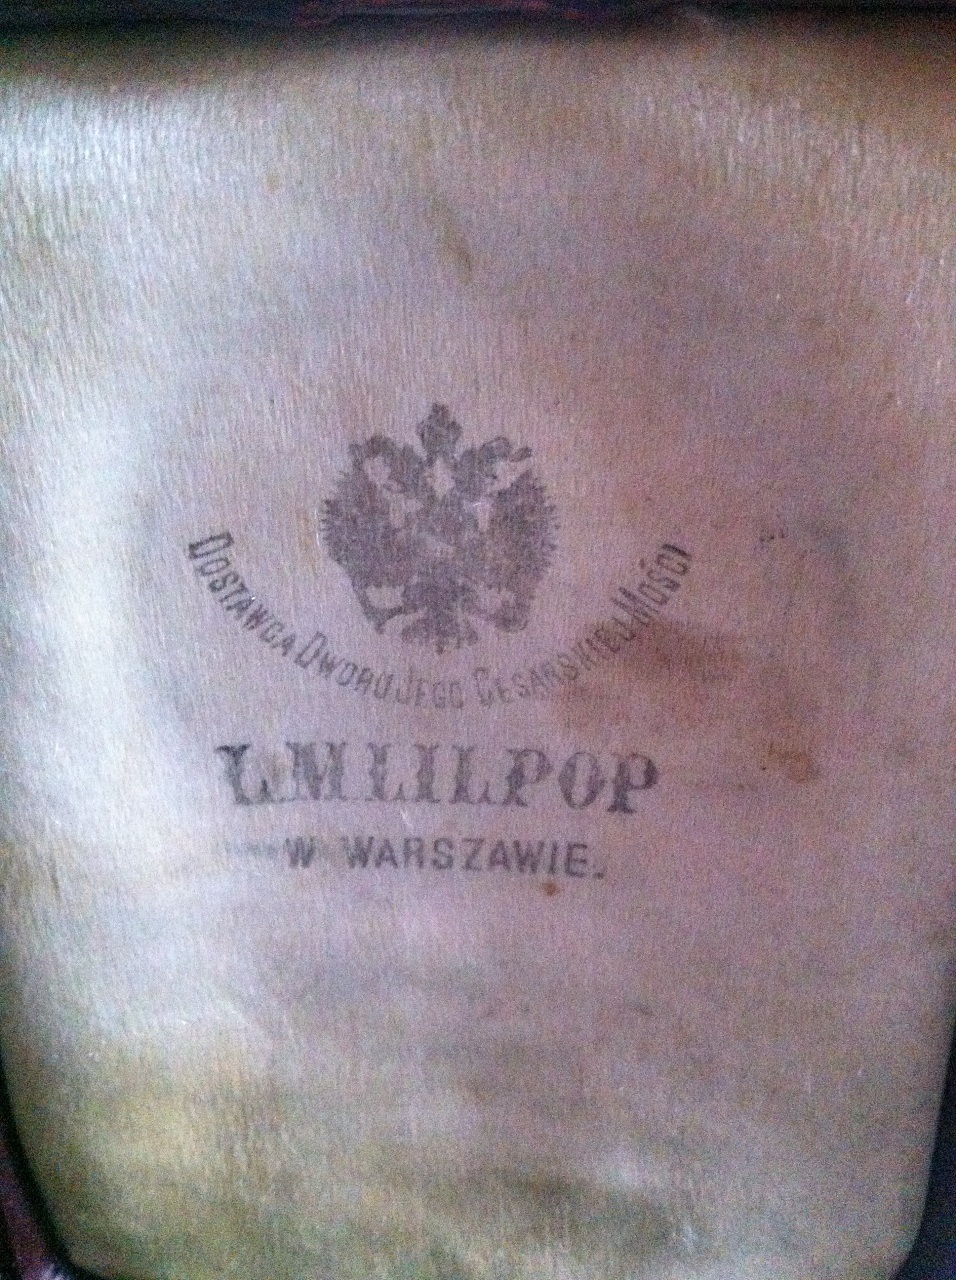 DOSTAWCA DWORU JEGO CESARSKIEJ MOŚCI
L M LILPOP
W WARSZAWIE.